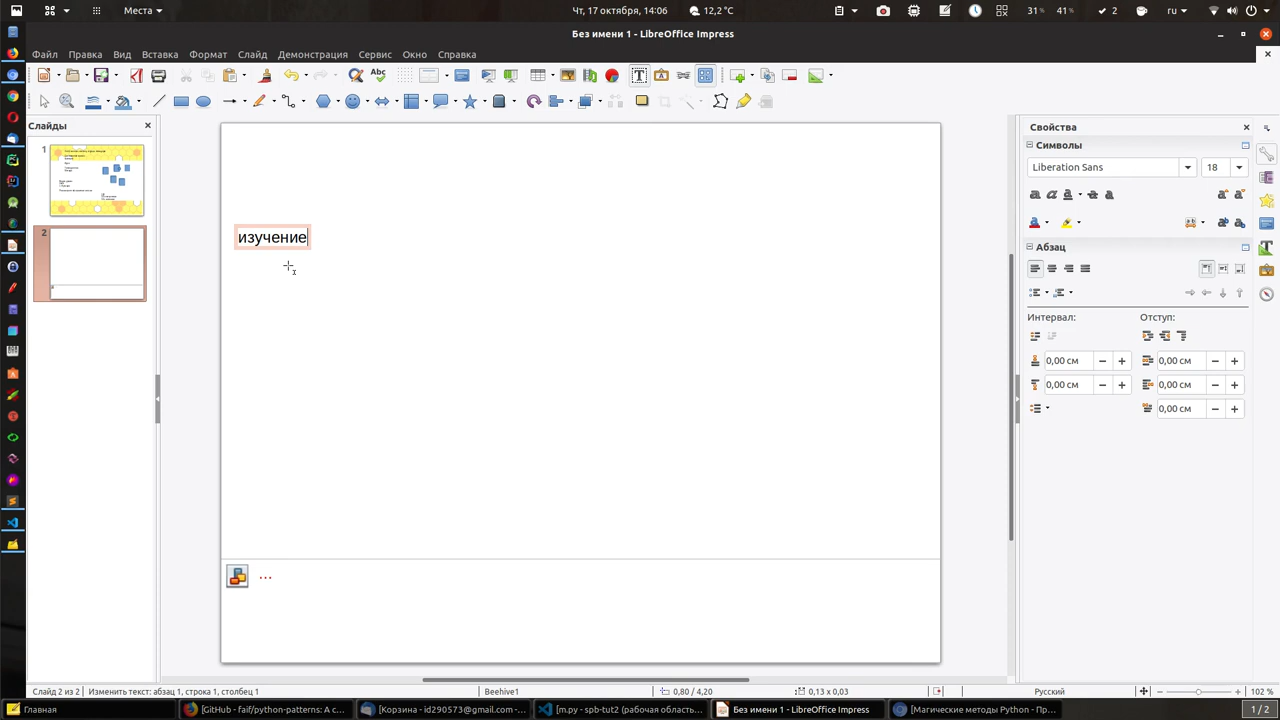 Места
Чт, 17 октября, 14:06
12,2 °C
31%
41%
2
ru
Без имени 1 - LibreOffice Impress
Файл Правка Вид Вставка Формат Слайд Демонстрация Сервис Окно Справка
Слайды
1
2
изучение
...
Свойства
Символы
Liberation Sans
18
Абзац
Интервал: Отступ:
0,00 см 0,00 см
0,00 см 0,00 см
0,00 см
Слайд 2 из 2
Изменить текст: абзац 1, строка 1, столбец 1
Beehive1
0,80 / 4,20
0,13 x 0,03
Русский
102 %
Главная
[GitHub - faif/python-patterns: A c...
[Корзина - id290573@gmail.com -...
[m.py - spb-tut2 (рабочая область...
Без имени 1 - LibreOffice Impress
[Магические методы Python - Пр...